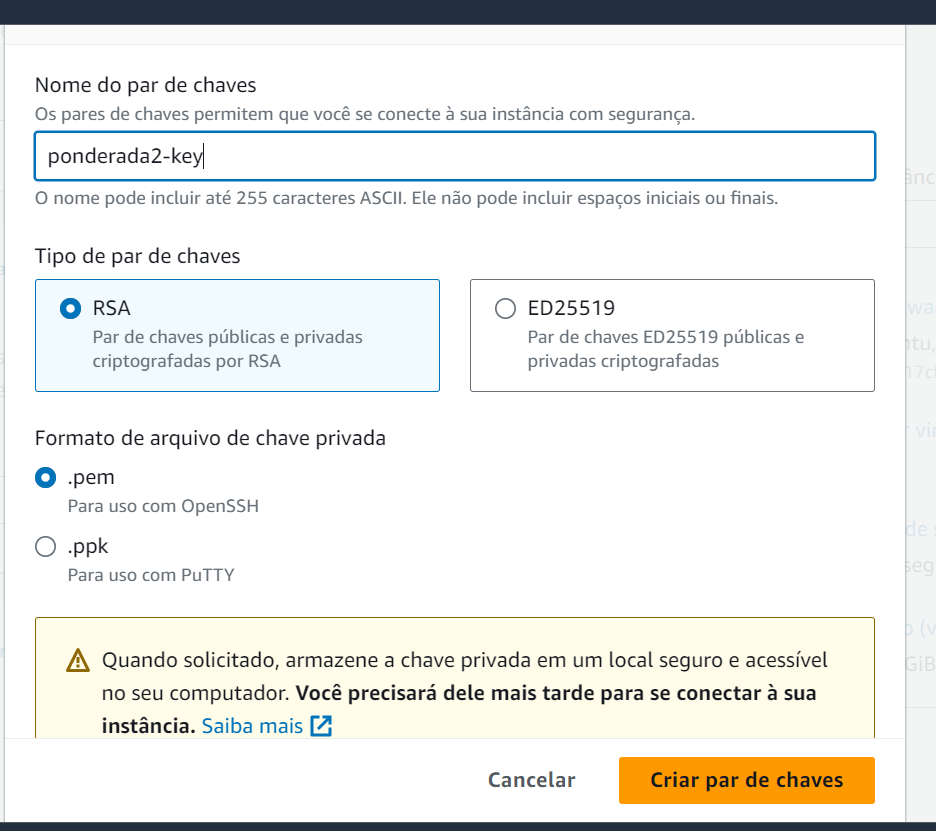 Nome do par de chaves
Os pares de chaves permitem que você se conecte à sua instância com segurança.
ponderada2-key
O nome pode incluir até 255 caracteres ASCII. Ele não pode incluir espaços iniciais ou finais.
Tipo de par de chaves
RSA
Par de chaves públicas e privadas
criptografadas por RSA
ED25519
Par de chaves ED25519 públicas e
privadas criptografadas
Formato de arquivo de chave privada
.pem
Para uso com OpenSSH
.ppk
Para uso com PuTTY
Quando solicitado, armazene a chave privada em um local seguro e acessível
no seu computador. Você precisará dele mais tarde para se conectar à sua
instância. Saiba mais
Cancelar
Criar par de chaves